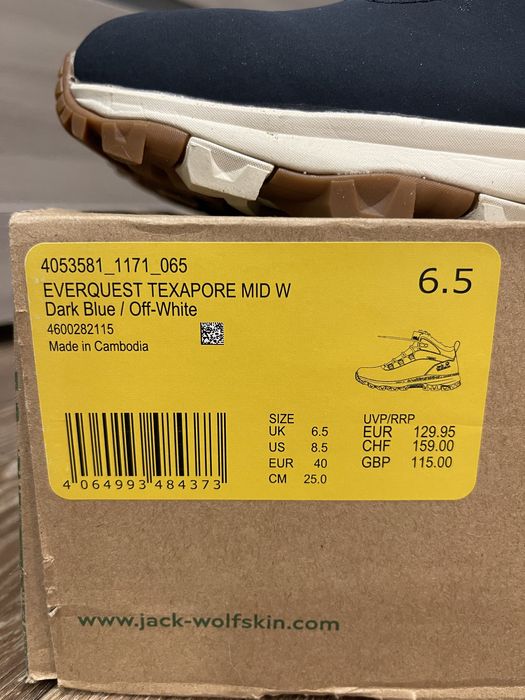 4053581_1171_065
6.5
EVERQUEST TEXAPORE MID W
Dark Blue / Off-White
4600282115
Made in Cambodia
SIZE
UK 6.5
US 8.5
EUR 40
CM 25.0
UVP/RRP
EUR 129.95
CHF 159.00
GBP 115.00
4 064993 484373
www.jack-wolfskin.com